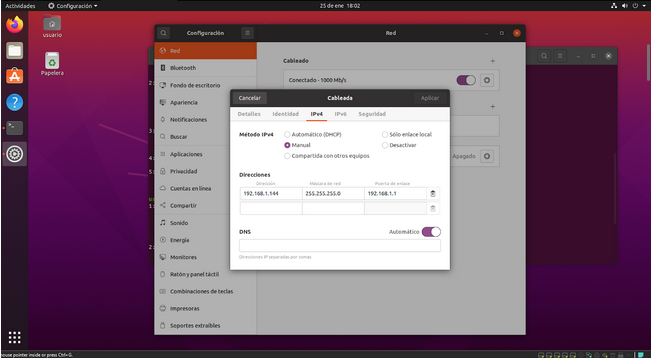 Actividades
Configuración
25 de ene 18:02
usuario
Papelera
Configuración
Red
Red
Bluetooth
Fondo de escritorio
Apariencia
Notificaciones
Buscar
Aplicaciones
Privacidad
Cuentas en línea
Compartir
Sonido
Energía
Monitores
Ratón y panel táctil
Combinaciones de teclas
Impresoras
Soportes extraíbles
Cableado
Conectado - 1000 Mb/s
Apagado
Cancelar
Cableada
Aplicar
Detalles Identidad IPv4 IPv6 Seguridad
Método IPv4
Automático (DHCP)
Sólo enlace local
Manual
Desactivar
Compartida con otros equipos
Direcciones
Dirección Máscara de red Puerta de enlace
192.168.1.144 255.255.255.0 192.168.1.1
DNS
Automático
Direcciones IP separadas por comas
mouse pointer inside or press Ctrl+G.